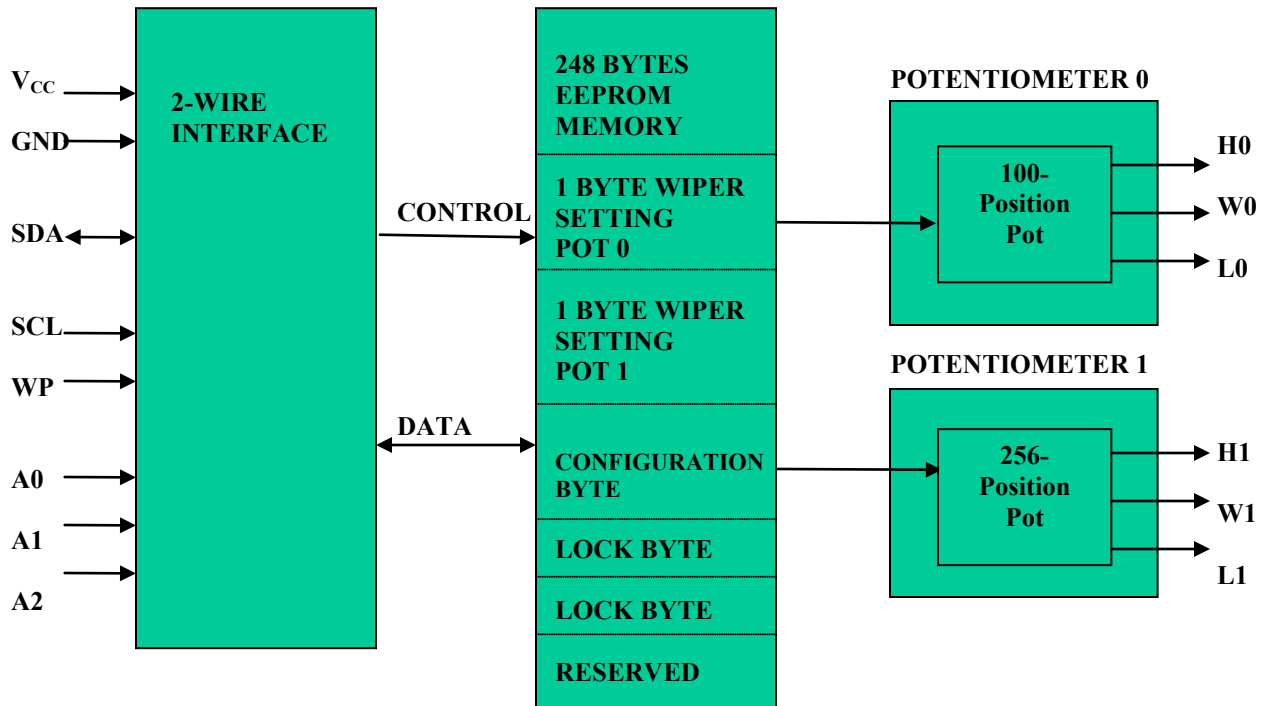 V_CC
GND
SDA
SCL
WP
A0
A1
A2
2-WIRE
INTERFACE
CONTROL
DATA
248 BYTES
EEPROM
MEMORY
1 BYTE WIPER
SETTING
POT 0
1 BYTE WIPER
SETTING
POT 1
CONFIGURATION
BYTE
LOCK BYTE
LOCK BYTE
RESERVED
POTENTIOMETER 0
100-
Position
Pot
H0
W0
L0
POTENTIOMETER 1
256-
Position
Pot
H1
W1
L1